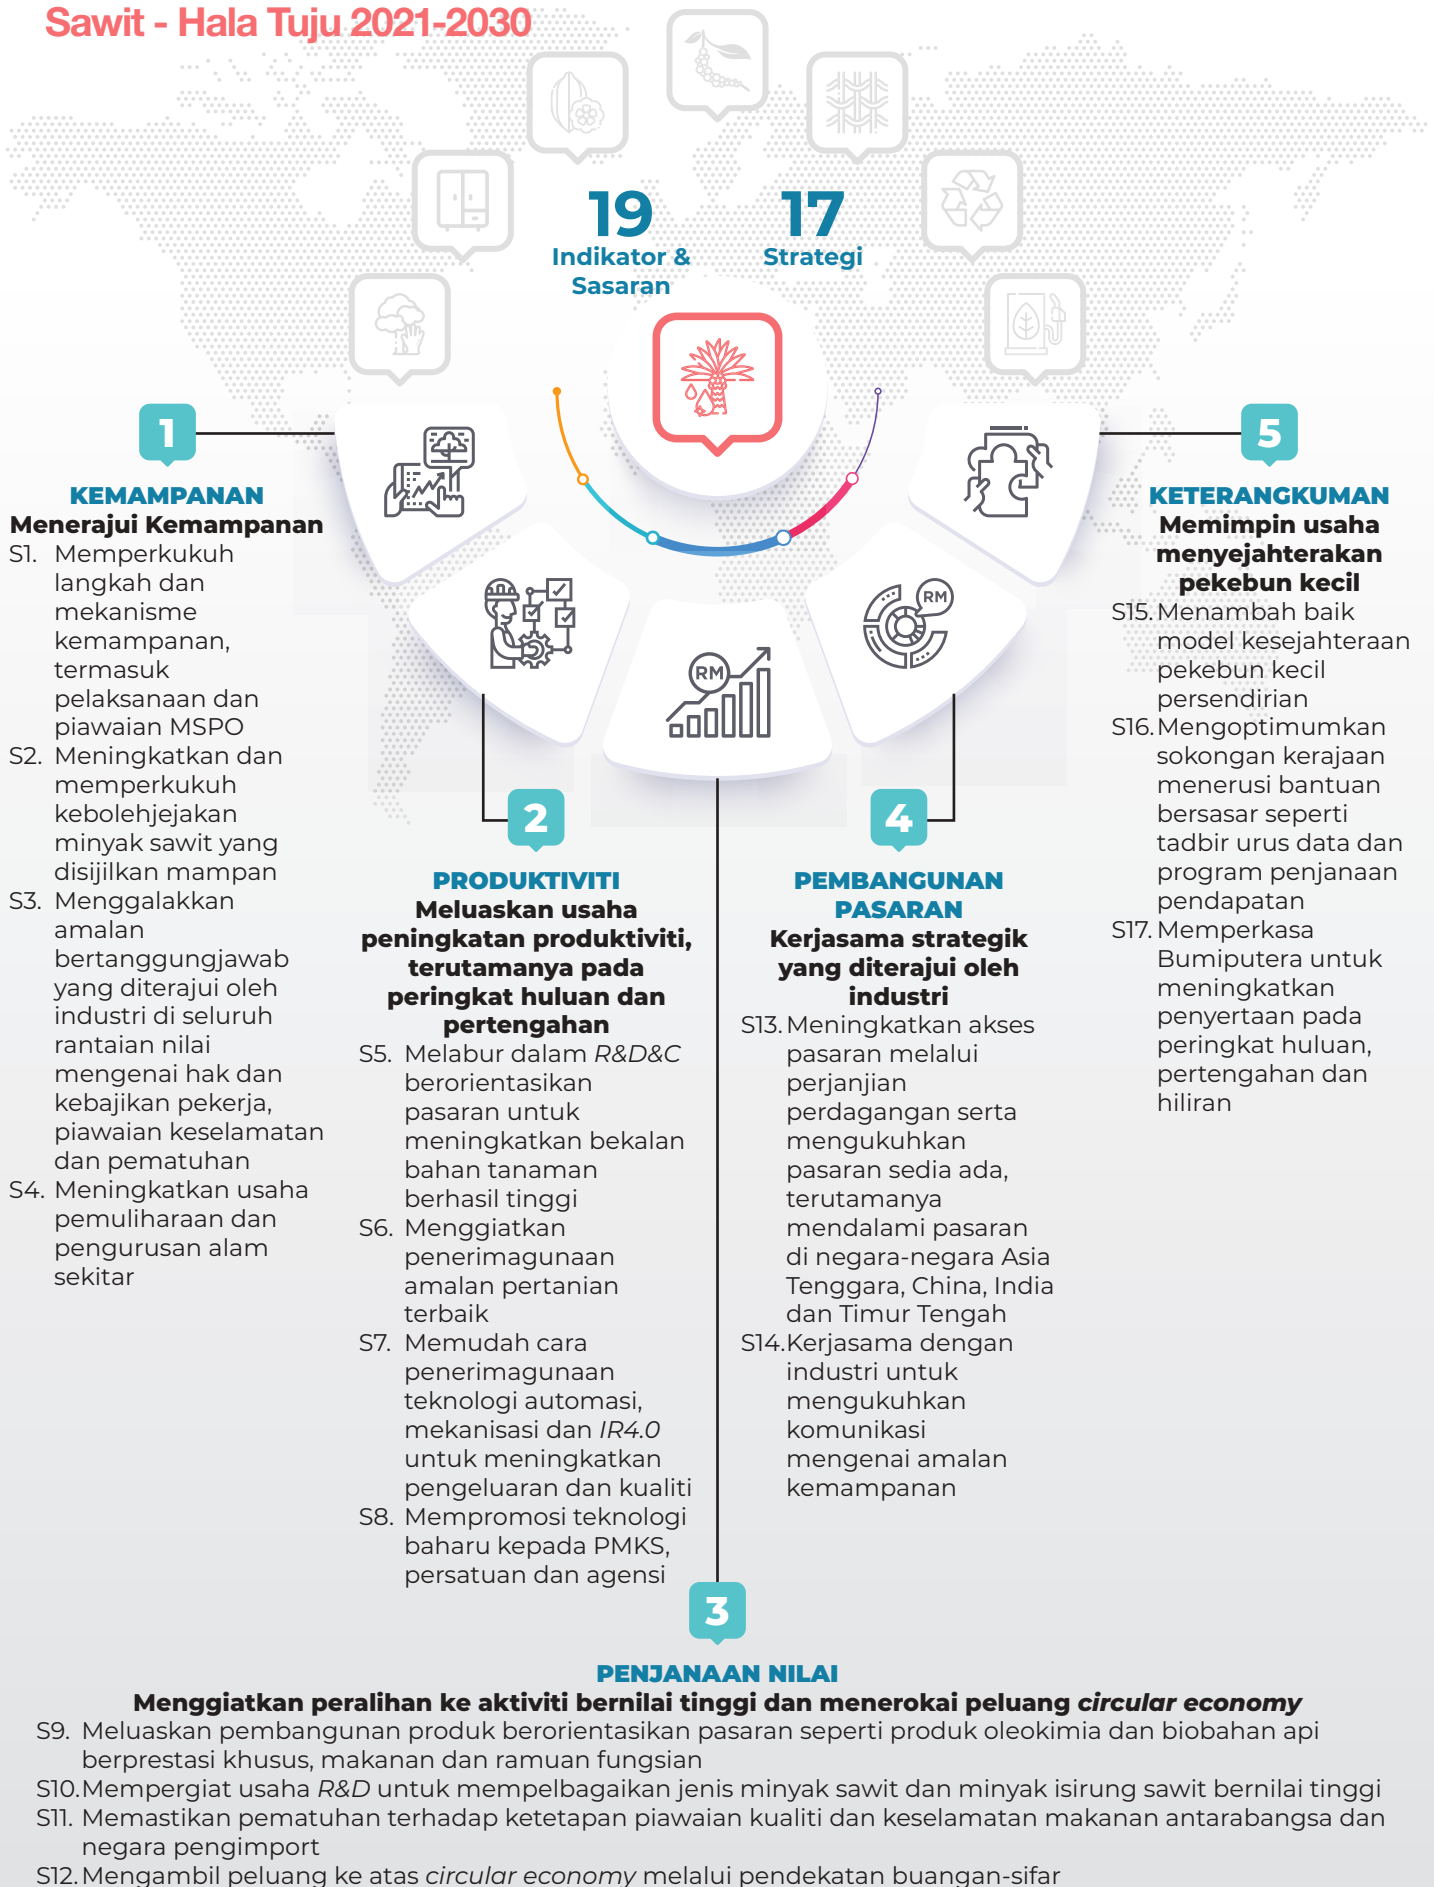 Sawit - Hala Tuju 2021-2030
19
Indikator &
Sasaran
17
Strategi
1
KEMAMPANAN
Menerajui Kemampanan
S1. Memperkukuh
langkah dan
mekanisme
kemampanan,
termasuk
pelaksanaan dan
piawaian MSPO
S2. Meningkatkan dan
memperkukuh
kebolehjejakan
minyak sawit yang
disijilkan mampan
S3. Menggalakkan
amalan
bertanggungjawab
yang diterajui oleh
industri di seluruh
rantaian nilai
mengenai hak dan
kebajikan pekerja,
piawaian keselamatan
dan pematuhan
S4. Meningkatkan usaha
pemuliharaan dan
pengurusan alam
sekitar
2
PRODUKTIVITI
Meluaskan usaha
peningkatan produktiviti,
terutamanya pada
peringkat huluan dan
pertengahan
S5. Melabur dalam R&D&C
berorientasikan
pasaran untuk
meningkatkan bekalan
bahan tanaman
berhasil tinggi
S6. Menggiatkan
penerimagunaan
amalan pertanian
terbaik
S7. Memudah cara
penerimagunaan
teknologi automasi,
mekanisasi dan IR4.0
untuk meningkatkan
pengeluaran dan kualiti
S8. Mempromosi teknologi
baharu kepada PMKS,
persatuan dan agensi
RM
RM
4
PEMBANGUNAN
PASARAN
Kerjasama strategik
yang diterajui oleh
industri
S13. Meningkatkan akses
pasaran melalui
perjanjian
perdagangan serta
mengukuhkan
pasaran sedia ada,
terutamanya
mendalami pasaran
di negara-negara Asia
Tenggara, China, India
dan Timur Tengah
S14. Kerjasama dengan
industri untuk
mengukuhkan
komunikasi
mengenai amalan
kemampanan
5
KETERANGKUMAN
Memimpin usaha
menyejahterakan
pekebun kecil
S15. Menambah baik
model kesejahteraan
pekebun kecil
persendirian
S16. Mengoptimumkan
sokongan kerajaan
menerusi bantuan
bersasar seperti
tadbir urus data dan
program penjanaan
pendapatan
S17. Memperkasa
Bumiputera untuk
meningkatkan
penyertaan pada
peringkat huluan,
pertengahan dan
hiliran
3
PENJANAAN NILAI
Menggiatkan peralihan ke aktiviti bernilai tinggi dan menerokai peluang circular economy
S9. Meluaskan pembangunan produk berorientasikan pasaran seperti produk oleokimia dan biobahan api
berprestasi khusus, makanan dan ramuan fungsian
S10. Mempergiat usaha R&D untuk mempelbagaikan jenis minyak sawit dan minyak isirung sawit bernilai tinggi
S11. Memastikan pematuhan terhadap ketetapan piawaian kualiti dan keselamatan makanan antarabangsa dan
negara pengimport
S12. Mengambil peluang ke atas circular economy melalui pendekatan buangan-sifar